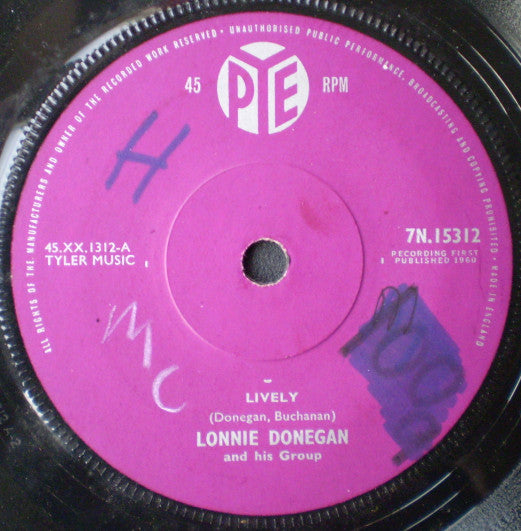 ALL RIGHTS OF THE MANUFACTURERS AND OWNER OF THE RECORDED WORK RESERVED · UNAUTHORISED PUBLIC PERFORMANCE, BROADCASTING AND COPYING PROHIBITED · MADE IN ENGLAND
PYE
45 RPM
H
45.XX.1312-A
TYLER MUSIC
7N.15312
RECORDING FIRST
PUBLISHED 1960
MC
LIVELY
(Donegan, Buchanan)
LONNIE DONEGAN
and his Group